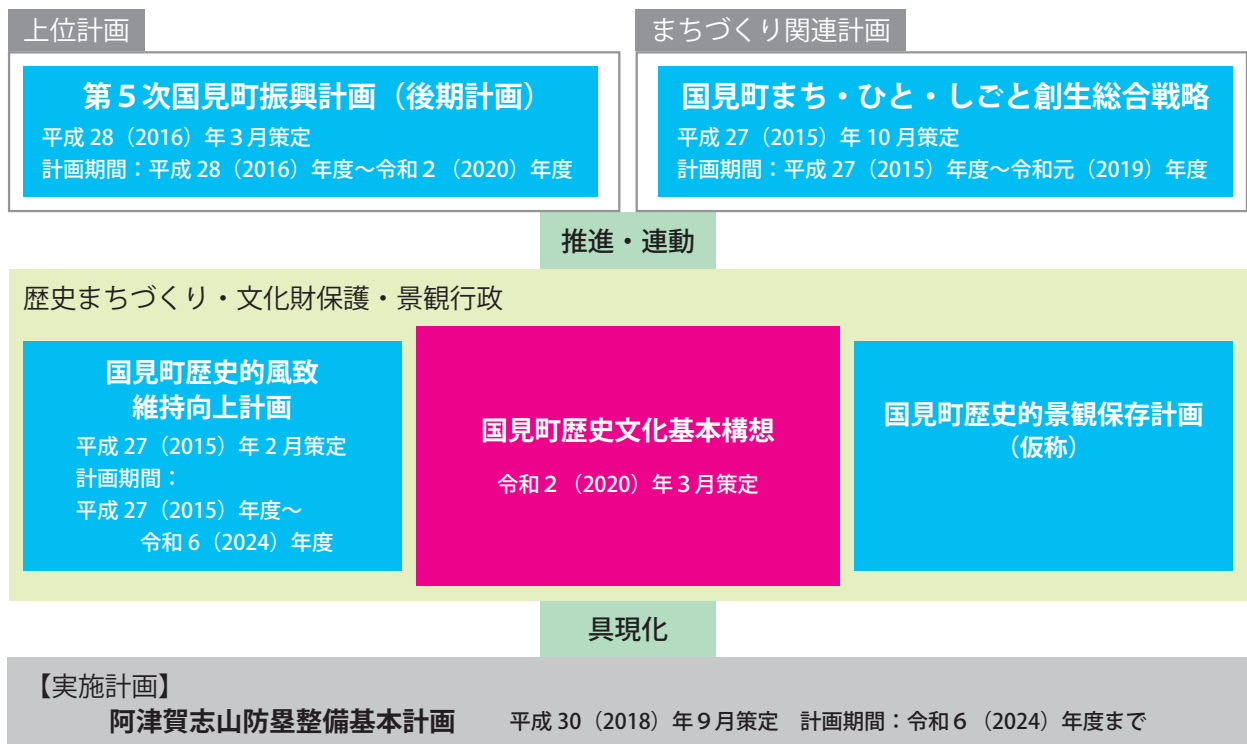 上位計画
第5次国見町振興計画（後期計画）
平成 28（2016）年３月策定
計画期間：平成 28（2016）年度～令和２（2020）年度
まちづくり関連計画
国見町まち・ひと・しごと創生総合戦略
平成 27（2015）年 10 月策定
計画期間：平成 27（2015）年度～令和元（2019）年度
推進・連動
歴史まちづくり・文化財保護・景観行政
国見町歴史的風致
維持向上計画
平成 27（2015）年 2 月策定
計画期間：
平成 27（2015）年度～
令和 6（2024）年度
国見町歴史文化基本構想
令和２（2020）年３月策定
国見町歴史的景観保存計画
（仮称）
具現化
【実施計画】
阿津賀志山防塁整備基本計画　平成 30（2018）年９月策定　計画期間：令和６（2024）年度まで